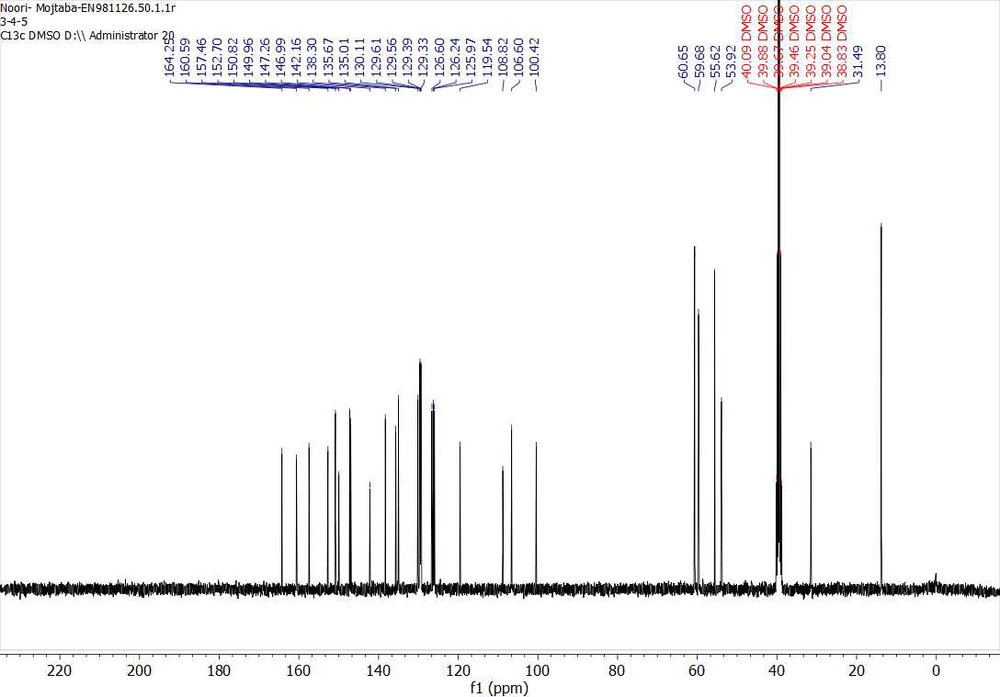 Noori- Mojtaba-EN981126.50.1.1r
3-4-5
C13c DMSO D:\\ Administrator 20
164.25
160.59
157.46
152.70
150.82
149.96
147.26
146.99
142.16
138.30
135.67
135.01
130.11
129.61
129.56
129.39
129.33
126.60
126.24
125.97
119.54
108.82
106.60
100.42
60.65
59.68
55.62
53.92
40.09 DMSO
39.88 DMSO
39.67 DMSO
39.46 DMSO
39.25 DMSO
39.04 DMSO
38.83 DMSO
31.49
13.80
220 200 180 160 140 120 100 80 60 40 20 0
f1 (ppm)